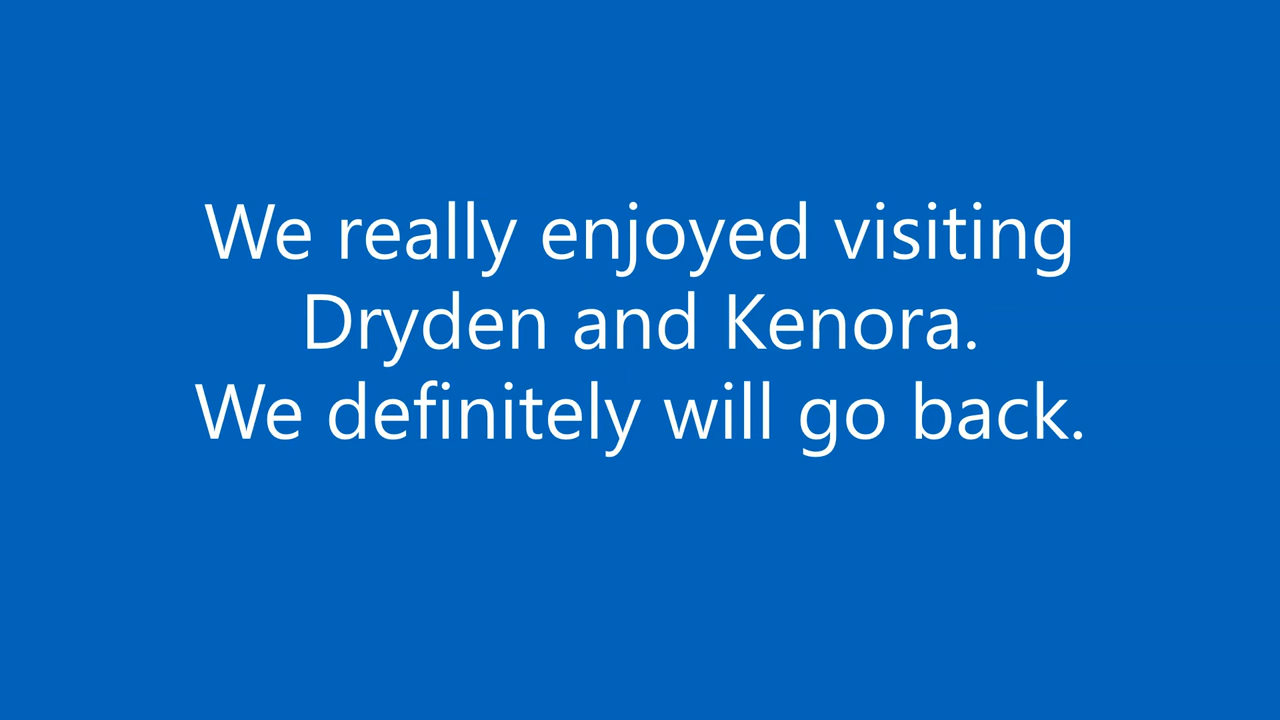 We really enjoyed visiting
Dryden and Kenora.
We definitely will go back.